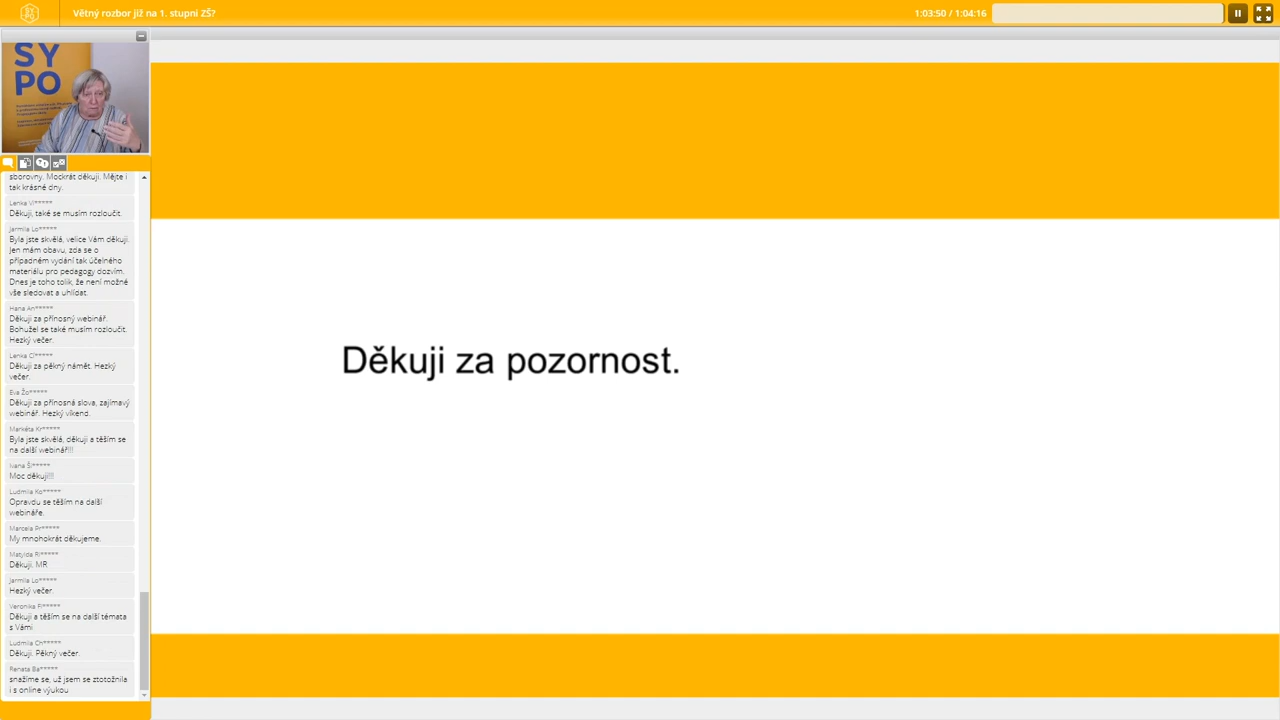 Větný rozbor již na 1. stupni ZŠ?
1:03:50 / 1:04:16
SY
PO
sborovny. Mockrát děkuji. Mějte i
tak krásné dny.
Lenka Vi*****
Děkuji, také se musím rozloučit.
Jarmila Lo*****
Byla jste skvělá, velice Vám děkuji.
Jen mám obavu, zda se o
případném vydání tak účelného
materiálu pro pedagogy dozvím.
Dnes je toho tolik, že není možné
vše sledovat a uhlídat.
Hana An*****
Děkuji za přínosný webinář.
Bohužel se také musím rozloučit.
Hezký večer.
Lenka Cí*****
Děkuji za pěkný námět. Hezký
večer.
Eva Žo*****
Děkuji za přínosná slova, zajímavý
webinář. Hezký víkend.
Markéta Kr*****
Byla jste skvělá, děkuji a těším se
na další webinář!!!
Ivana Ši*****
Moc děkuji!!!
Ludmila Ko*****
Opravdu se těším na další
webináře.
Marcela Pr*****
My mnohokrát děkujeme.
Matylda Ri*****
Děkuji. MR
Jarmila Lo*****
Hezký večer.
Veronika Fi*****
Děkuji a těším se na další témata
s Vámi
Ludmila Ch*****
Děkuji. Pěkný večer.
Renata Ba*****
snažíme se, už jsem se ztotožnila
i s online výukou
Děkuji za pozornost.